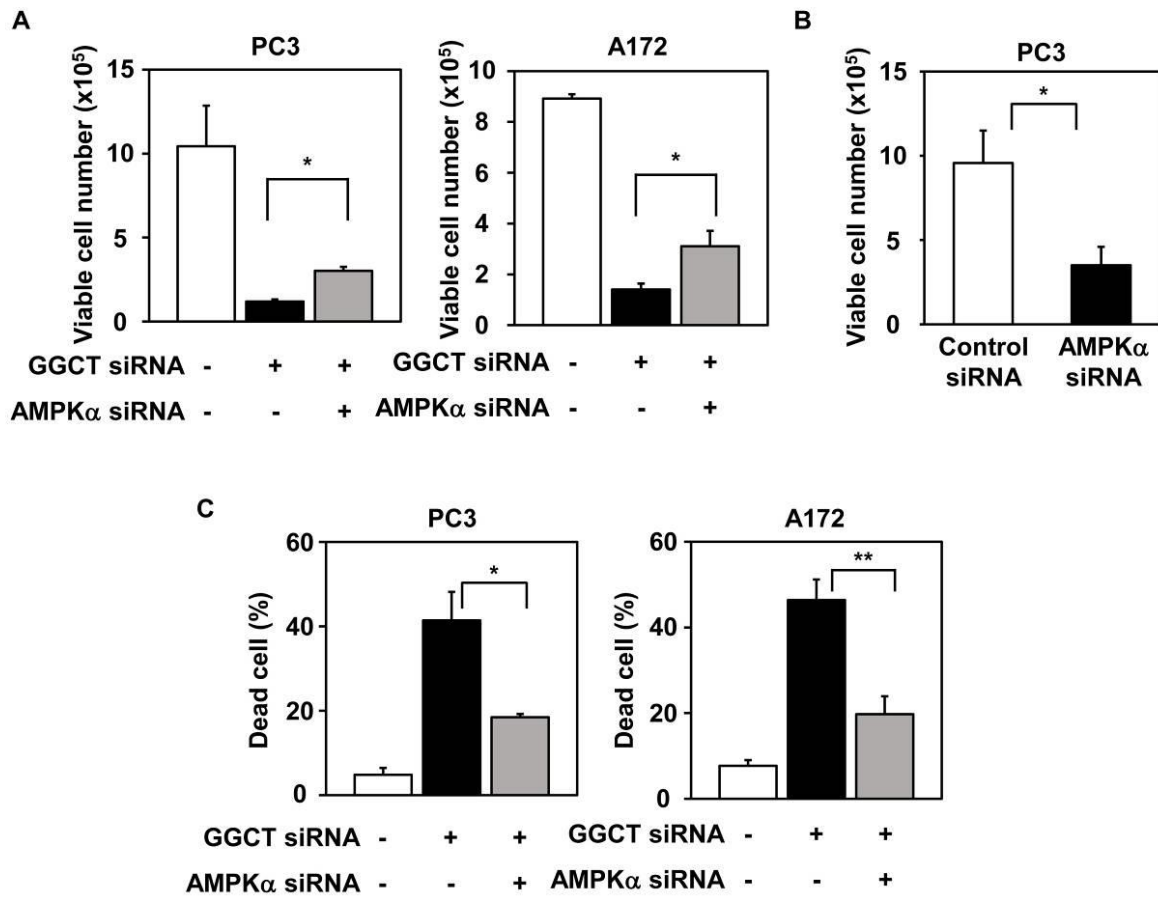 A
PC3
Viable cell number (x10⁵)
15
10
5
0
*
GGCT siRNA - + +
AMPKα siRNA - - +
A172
Viable cell number (x10⁵)
10
8
6
4
2
0
*
GGCT siRNA - + +
AMPKα siRNA - - +
B
PC3
Viable cell number (x10⁵)
15
10
5
0
*
Control
siRNA
AMPKα
siRNA
C
PC3
Dead cell (%)
60
40
20
0
*
GGCT siRNA - + +
AMPKα siRNA - - +
A172
Dead cell (%)
60
40
20
0
**
GGCT siRNA - + +
AMPKα siRNA - - +